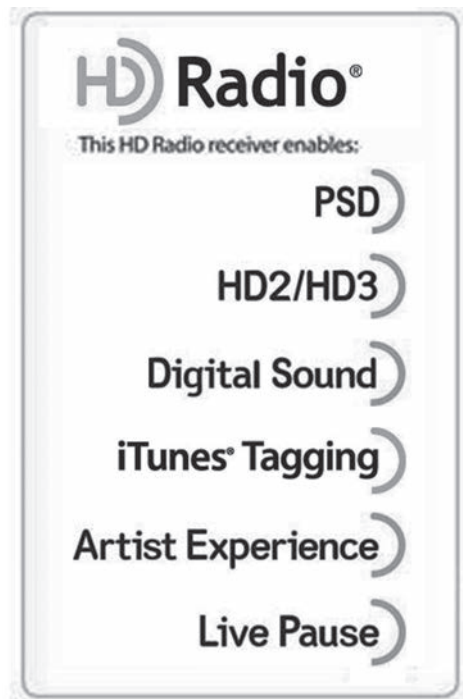 HD Radio®
This HD Radio receiver enables:
PSD
HD2/HD3
Digital Sound
iTunes® Tagging
Artist Experience
Live Pause